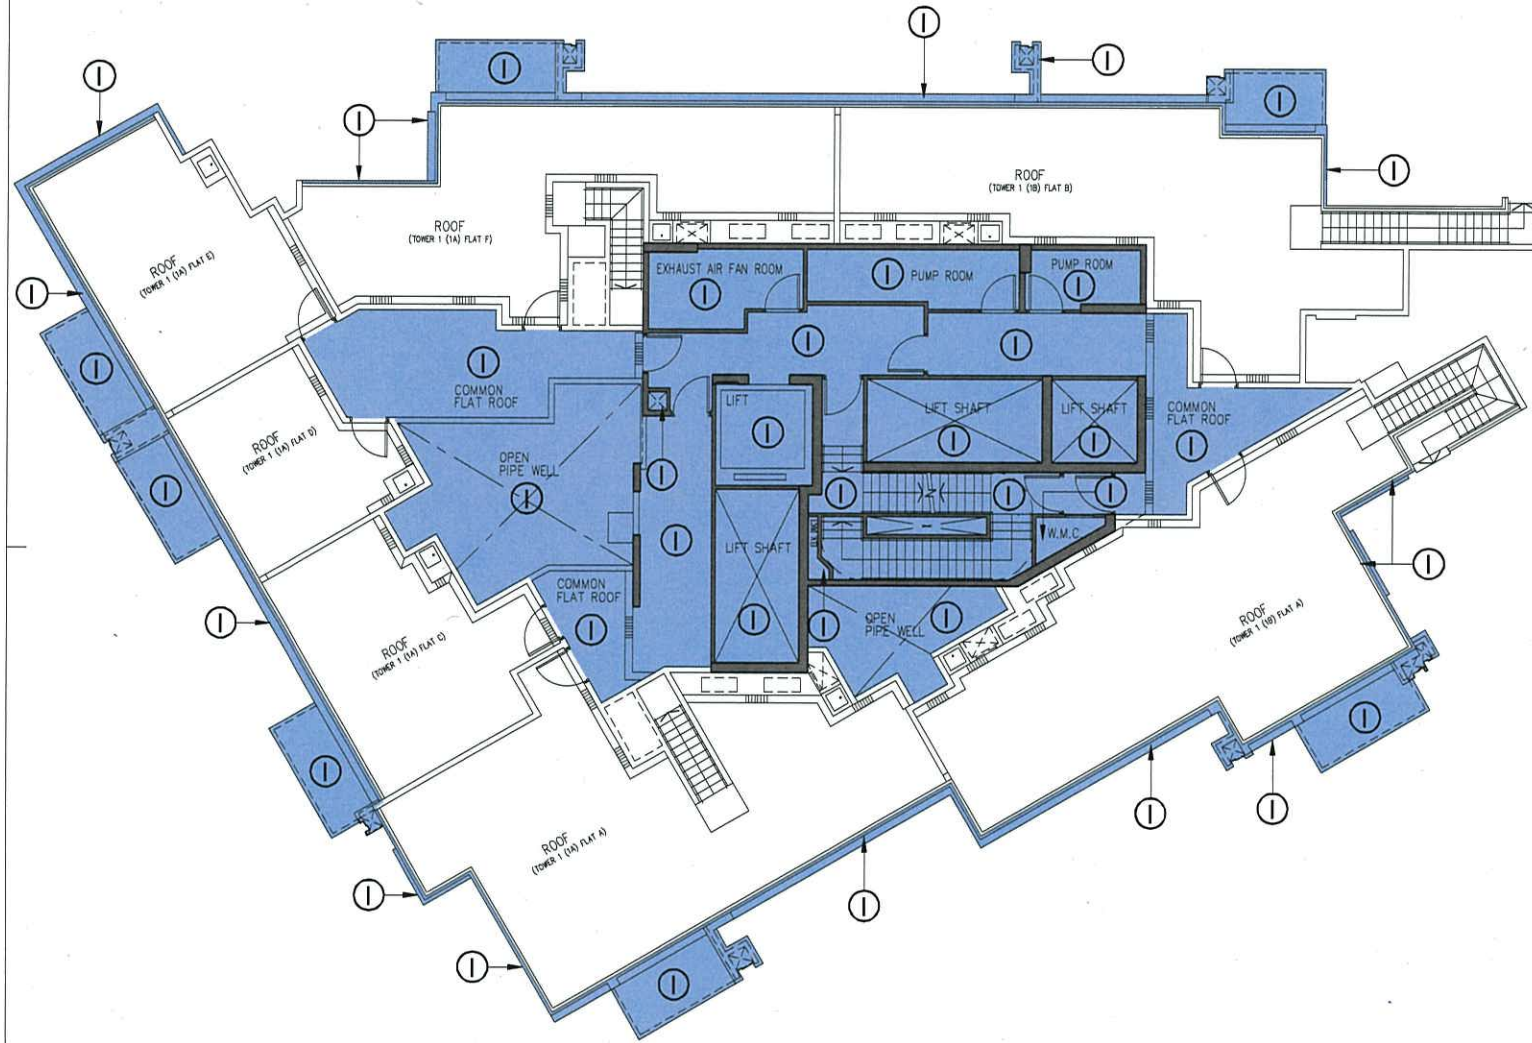 I
I
I
I
I
I
I
I
ROOF
(TOWER 1 (1B) FLAT B)
ROOF
(TOWER 1 (1A) FLAT F)
ROOF
(TOWER 1 (1A) FLAT E)
EXHAUST AIR FAN ROOM
I
I
PUMP ROOM
PUMP ROOM
I
I
I
I
I
COMMON
FLAT ROOF
I
LIFT
I
LIFT SHAFT
I
LIFT SHAFT
I
COMMON
FLAT ROOF
I
ROOF
(TOWER 1 (1A) FLAT D)
I
OPEN
PIPE WELL
I
I
I
I
I
I
LIFT SHAFT
I
W.M.C.
I
COMMON
FLAT ROOF
I
I
OPEN
PIPE WELL
I
I
ROOF
(TOWER 1 (1B) FLAT A)
I
ROOF
(TOWER 1 (1A) FLAT C)
I
I
I
I
I
ROOF
(TOWER 1 (1A) FLAT A)
I
I
I
I